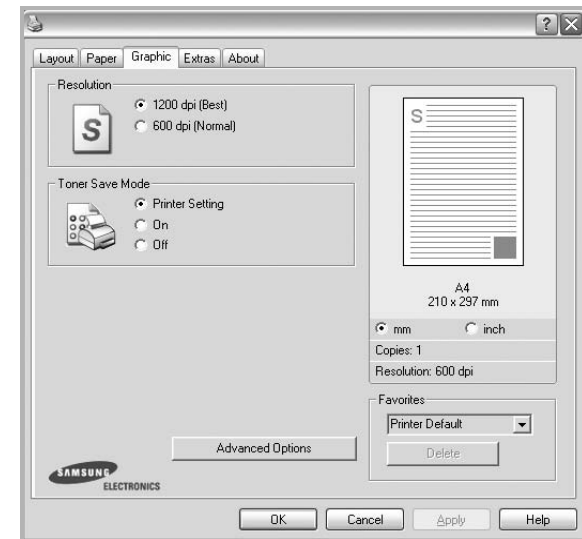 ?
Layout Paper Graphic Extras About
Resolution
S
1200 dpi (Best)
600 dpi (Normal)
Toner Save Mode
Printer Setting
On
Off
S
A4
210 x 297 mm
mm inch
Copies: 1
Resolution: 600 dpi
Favorites
Printer Default
Delete
Advanced Options
SAMSUNG
ELECTRONICS
OK Cancel Apply Help